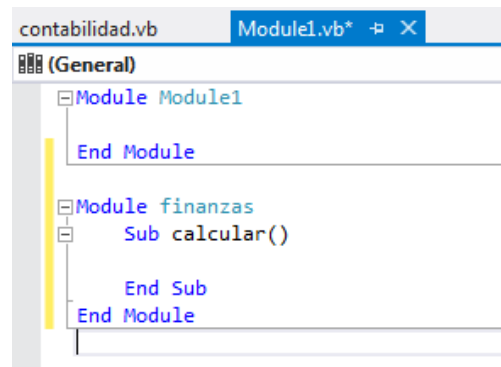 contabilidad.vb Module1.vb*
(General)
Module Module1
End Module
Module finanzas
Sub calcular()
End Sub
End Module